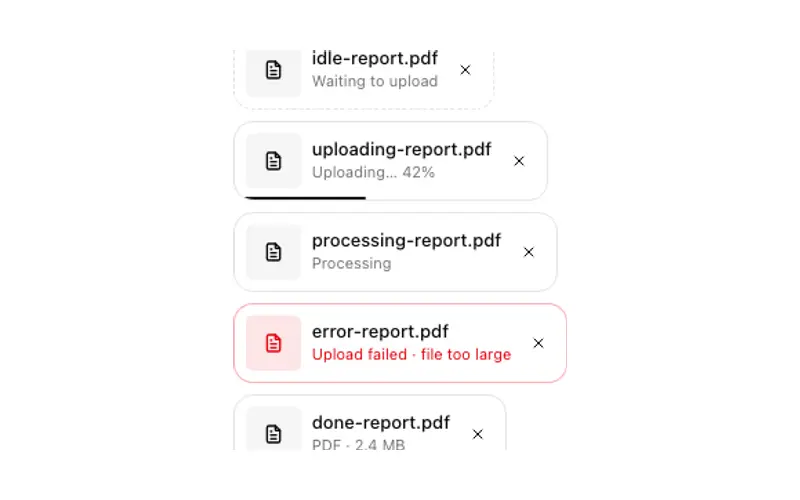 idle-report.pdf
Waiting to upload
uploading-report.pdf
Uploading... 42%
processing-report.pdf
Processing
error-report.pdf
Upload failed · file too large
done-report.pdf
PDF · 2.4 MB